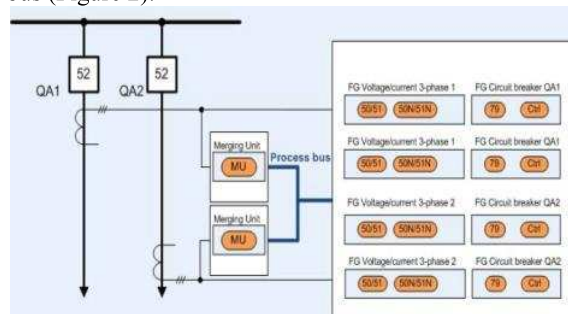 bus (Figure 2).
52
52
QA1
QA2
Merging Unit
MU
Process bus
Merging Unit
MU
FG Voltage/current 3-phase 1
FG Circuit breaker QA1
50/51
50N/51N
79
Ctrl
FG Voltage/current 3-phase 1
FG Circuit breaker QA1
50/51
50N/51N
79
Ctrl
FG Voltage/current 3-phase 2
FG Circuit breaker QA2
50/51
50N/51N
79
Ctrl
FG Voltage/current 3-phase 2
FG Circuit breaker QA2
50/51
50N/51N
79
Ctrl